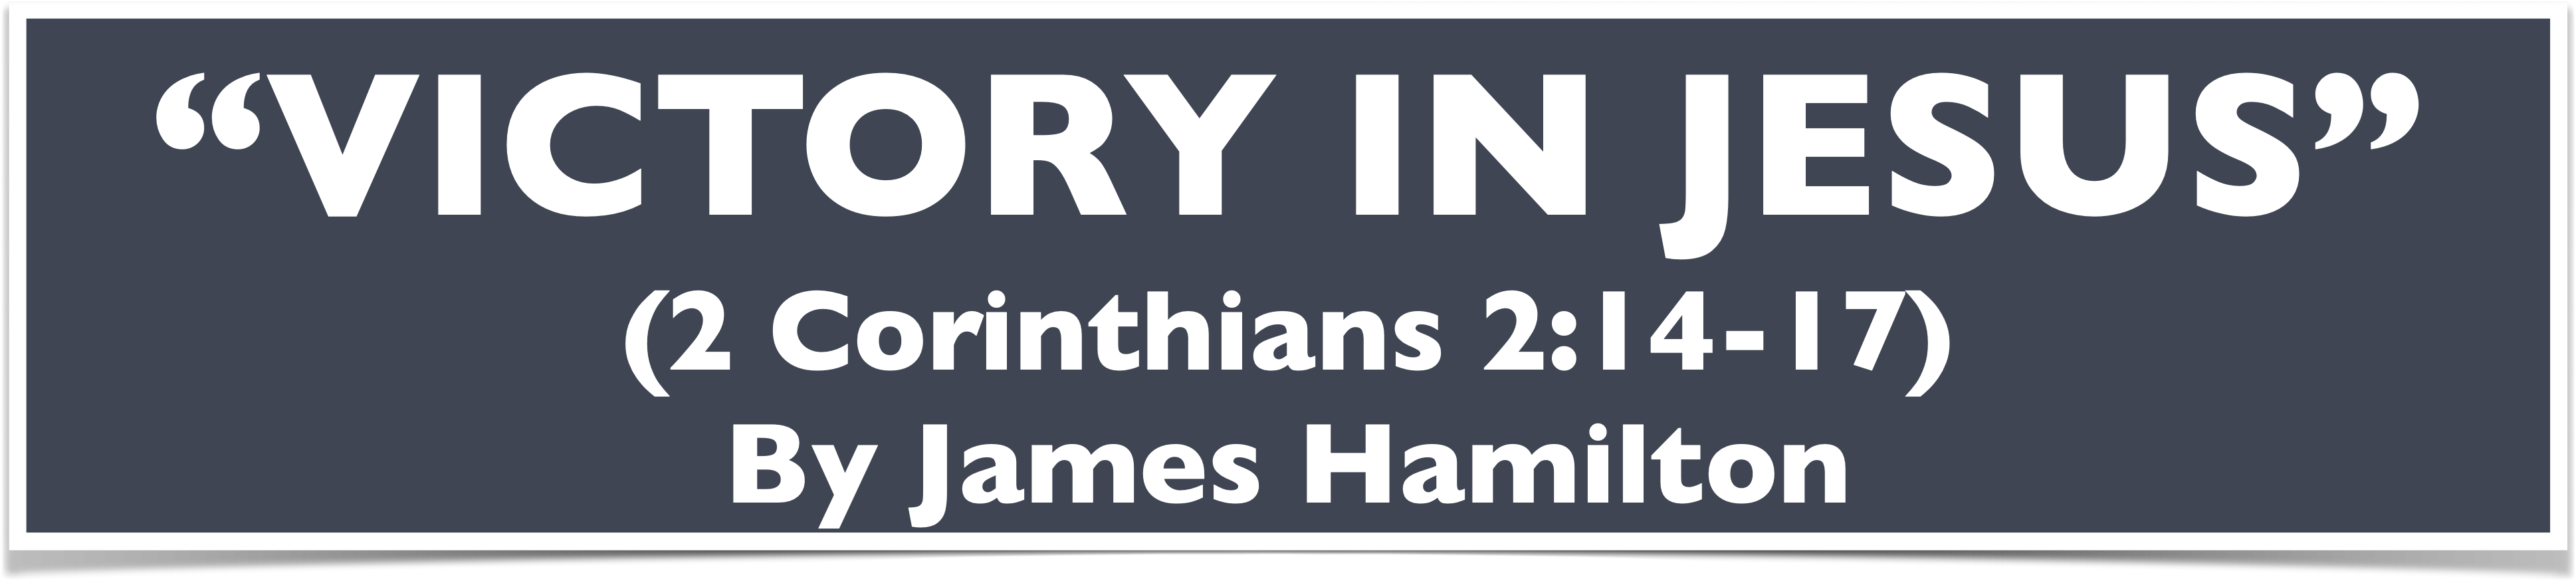 “VICTORY IN JESUS”
(2 Corinthians 2:14-17)
By James Hamilton